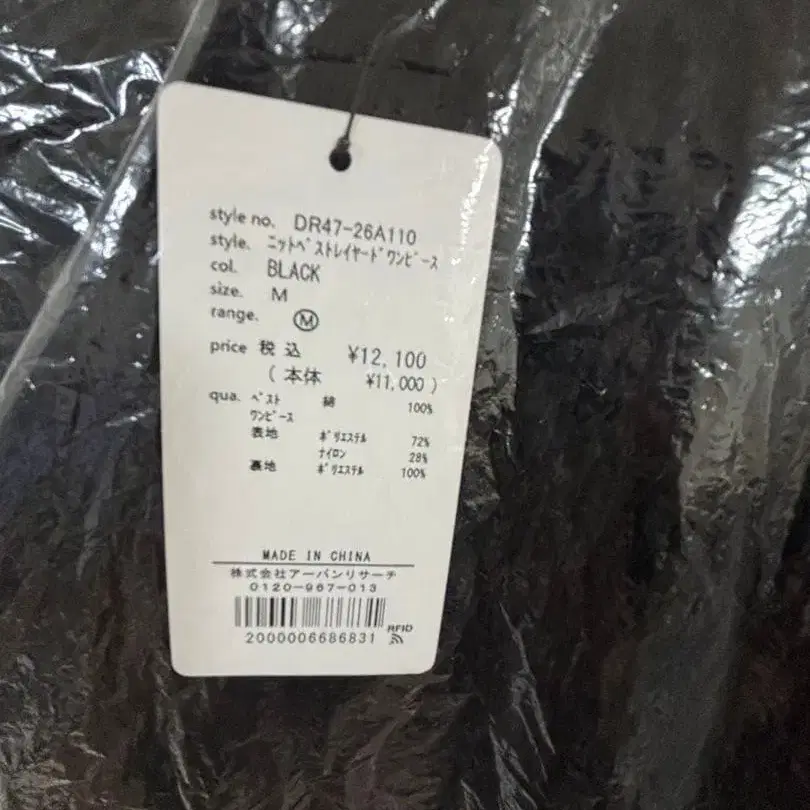 style no. DR47-26A110
style. ﾆｯﾄﾍﾞｽﾄﾚｲﾔｰﾄﾞﾜﾝﾋﾟｰｽ
col. BLACK
size. M
range. Ⓜ
price 税込 ¥12,100
( 本体 ¥11,000 )
qua. ﾍﾞｽﾄ 綿 100%
ﾜﾝﾋﾟｰｽ
表地 ﾎﾟﾘｴｽﾃﾙ 72%
ﾅｲﾛﾝ 28%
裏地 ﾎﾟﾘｴｽﾃﾙ 100%
MADE IN CHINA
株式会社アーバンリサーチ
0120-967-013
2000006686831
RFID